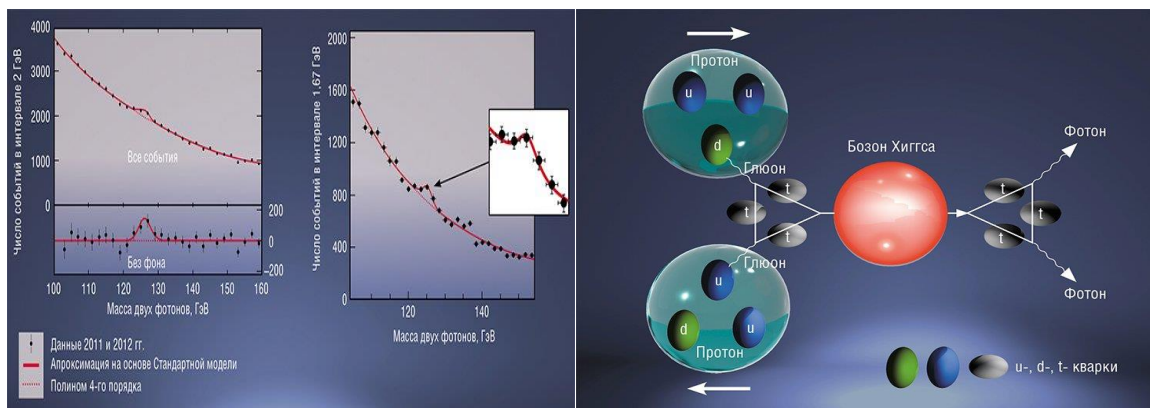 4000
3000
2000
1000
0
Число событий в интервале 2 ГэВ
Все события
200
0
−200
Без фона
100 110 120 130 140 150 160
Масса двух фотонов, ГэВ
Данные 2011 и 2012 гг.
Апроксимация на основе Стандартной модели
Полином 4-го порядка
2000
1600
1200
800
400
0
Число событий в интервале 1,67 ГэВ
120 140
Масса двух фотонов, ГэВ
Протон
u u
d
Глюон
t
t
t
Глюон
u
d u
Протон
Бозон Хиггса
t
t
t
Фотон
Фотон
u-, d-, t- кварки